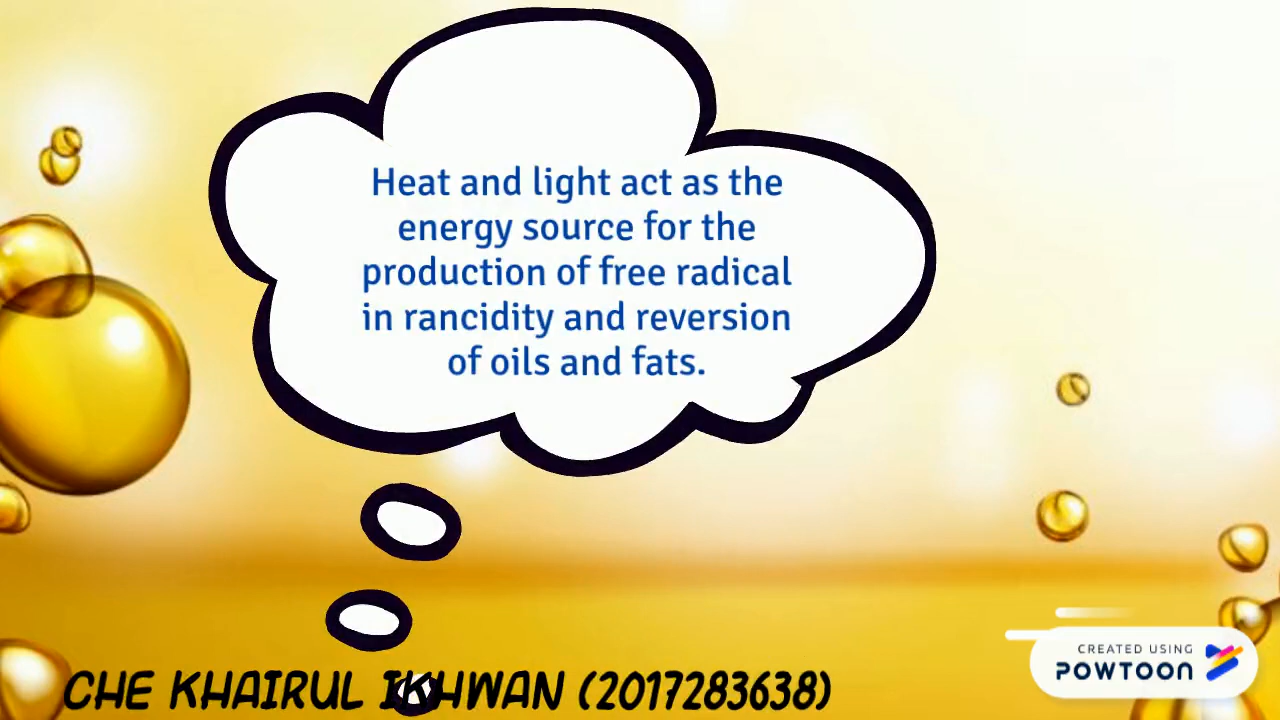 Heat and light act as the
energy source for the
production of free radical
in rancidity and reversion
of oils and fats.
CHE KHAIRUL IKHWAN (2017283638)
CREATED USING
POWTOON